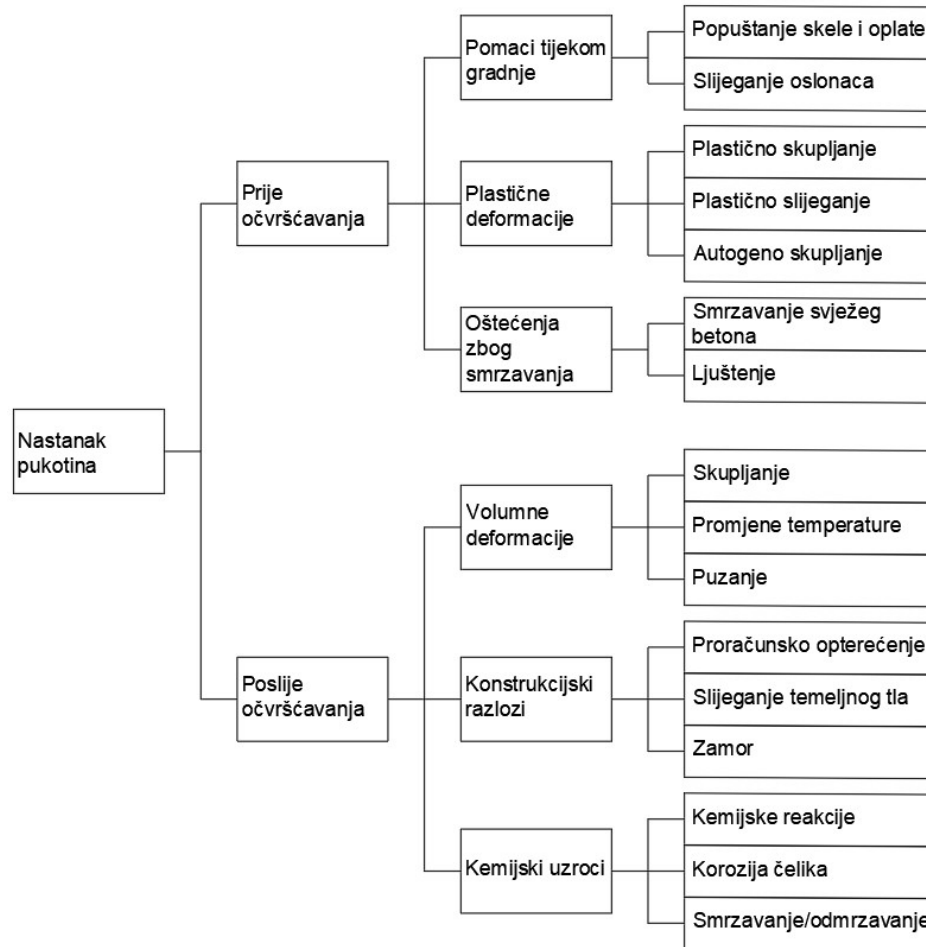 Nastanak
pukotina
Prije
očvršćavanja
Pomaci tijekom
gradnje
Popuštanje skele i oplate
Slijeganje oslonaca
Plastične
deformacije
Plastično skupljanje
Plastično slijeganje
Autogeno skupljanje
Oštećenja
zbog
smrzavanja
Smrzavanje svježeg
betona
Ljuštenje
Poslije
očvršćavanja
Volumne
deformacije
Skupljanje
Promjene temperature
Puzanje
Konstrukcijski
razlozi
Proračunsko opterećenje
Slijeganje temeljnog tla
Zamor
Kemijski uzroci
Kemijske reakcije
Korozija čelika
Smrzavanje/odmrzavanje